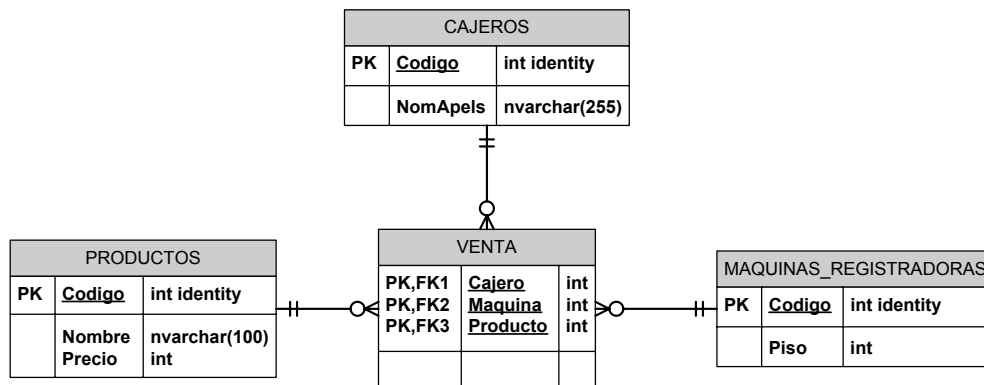 CAJEROS
PK Codigo int identity
NomApels nvarchar(255)
PRODUCTOS
PK Codigo int identity
Nombre nvarchar(100)
Precio int
VENTA
PK,FK1 Cajero int
PK,FK2 Maquina int
PK,FK3 Producto int
MAQUINAS_REGISTRADORAS
PK Codigo int identity
Piso int